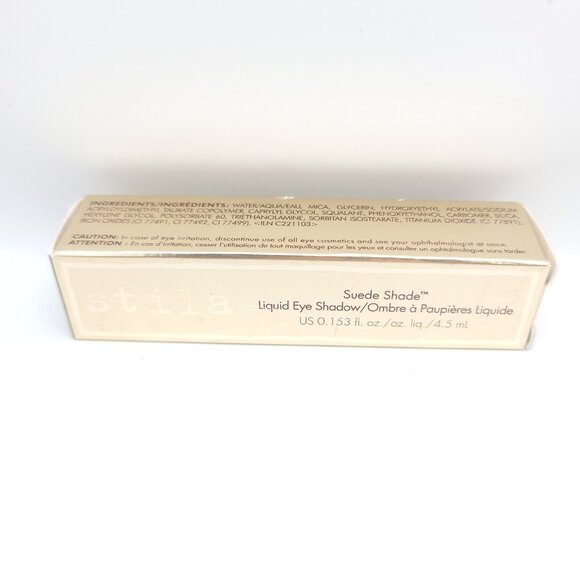 INGREDIENTS/INGRÉDIENTS: WATER/AQUA/EAU, MICA, GLYCERIN, HYDROXYETHYL ACRYLATE/SODIUM
ACRYLOYLDIMETHYL TAURATE COPOLYMER, CAPRYLYL GLYCOL, SQUALANE, PHENOXYETHANOL, CARBOMER, SILICA,
HEXYLENE GLYCOL, POLYSORBATE 60, TRIETHANOLAMINE, SORBITAN ISOSTEARATE, TITANIUM DIOXIDE (CI 77891),
IRON OXIDES (CI 77491, CI 77492, CI 77499). <ILN C221103>
CAUTION: In case of eye irritation, discontinue use of all eye cosmetics and see your ophthalmologist at once.
ATTENTION : En cas d'irritation, cesser l'utilisation de tout maquillage pour les yeux et consulter un ophtalmologue sans tarder.
stila
Suede Shade™
Liquid Eye Shadow/Ombre à Paupières Liquide
US 0.153 fl. oz./oz. liq./4.5 mL